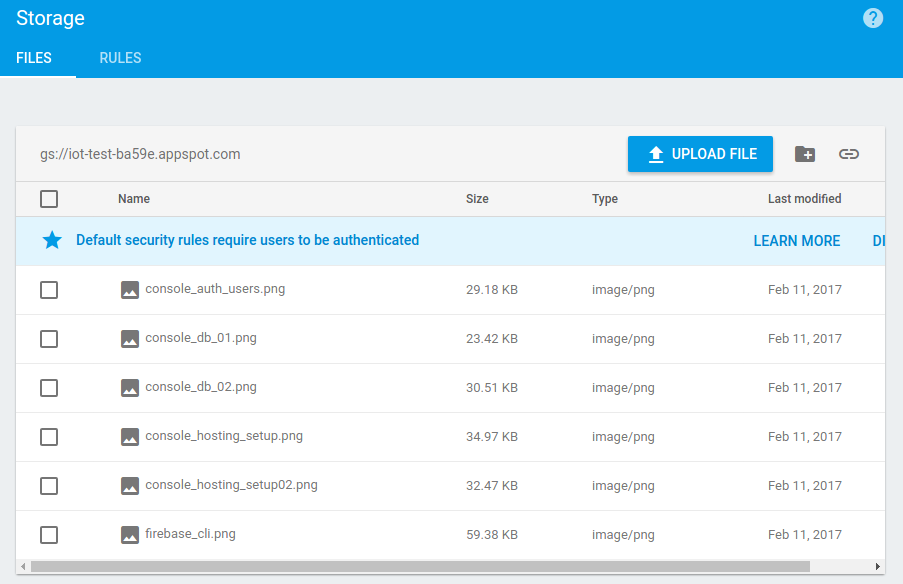 Storage
FILES RULES
gs://iot-test-ba59e.appspot.com UPLOAD FILE
Name Size Type Last modified
Default security rules require users to be authenticated LEARN MORE
console_auth_users.png 29.18 KB image/png Feb 11, 2017
console_db_01.png 23.42 KB image/png Feb 11, 2017
console_db_02.png 30.51 KB image/png Feb 11, 2017
console_hosting_setup.png 34.97 KB image/png Feb 11, 2017
console_hosting_setup02.png 32.47 KB image/png Feb 11, 2017
firebase_cli.png 59.38 KB image/png Feb 11, 2017